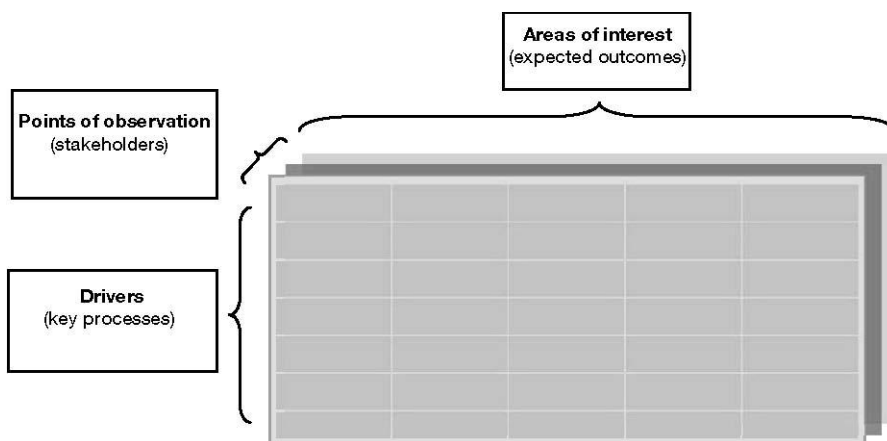 Areas of interest
(expected outcomes)
Points of observation
(stakeholders)
Drivers
(key processes)